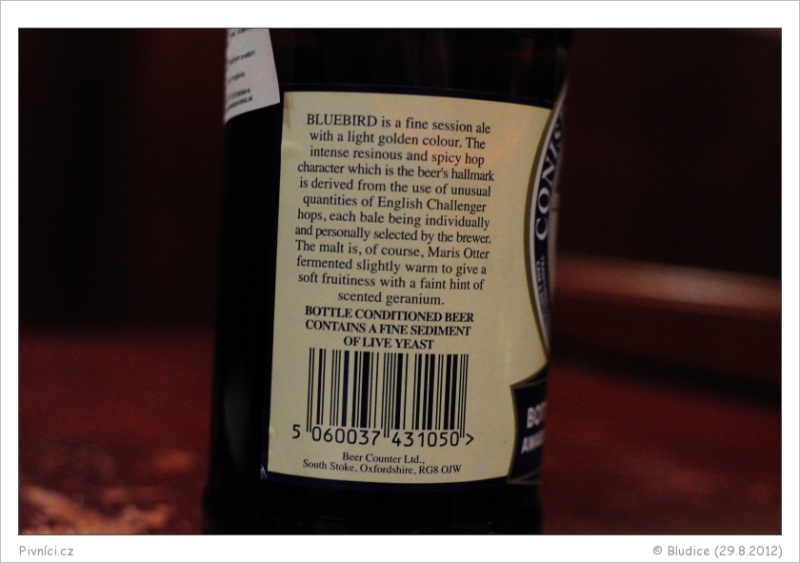 BLUEBIRD is a fine session ale
with a light golden colour. The
intense resinous and spicy hop
character which is the beer's hallmark
is derived from the use of unusual
quantities of English Challenger
hops, each bale being individually
and personally selected by the brewer.
The malt is, of course, Maris Otter
fermented slightly warm to give a
soft fruitiness with a faint hint of
scented geranium.
BOTTLE CONDITIONED BEER
CONTAINS A FINE SEDIMENT
OF LIVE YEAST
5 060037 431050 >
Beer Counter Ltd.,
South Stoke, Oxfordshire, RG8 OJW
CONIS
BOT
AWA
Pivníci.cz
© Bludice (29.8.2012)